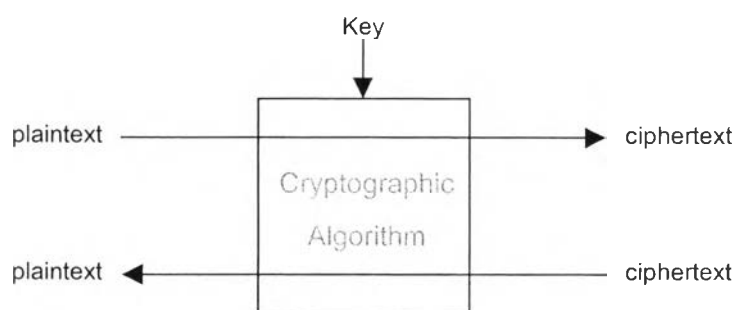 Key
plaintext ciphertext
Cryptographic
Algorithm
plaintext ciphertext